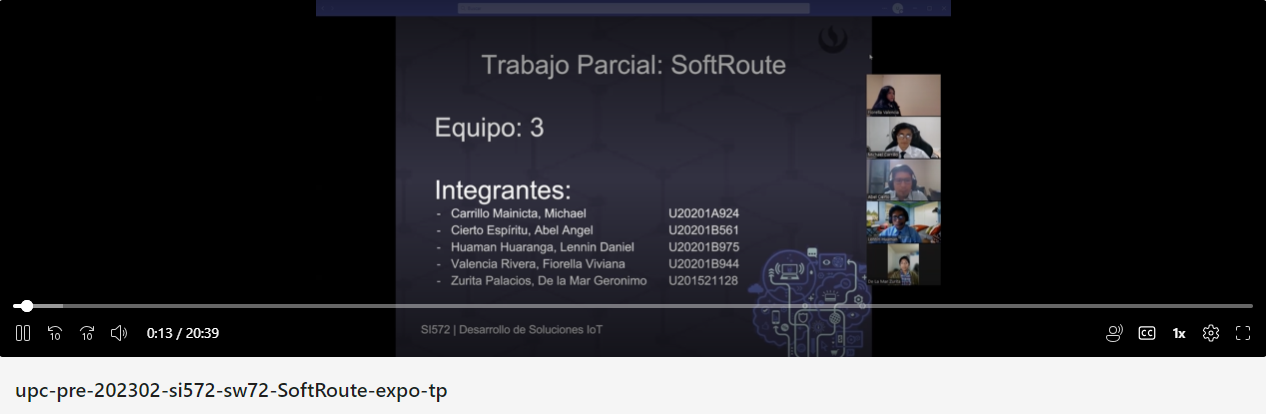 Trabajo Parcial: SoftRoute
Equipo: 3
Integrantes:
- Carrillo Mainicta, Michael U20201A924
- Cierto Espíritu, Abel Angel U20201B561
- Huaman Huaranga, Lennin Daniel U20201B975
- Valencia Rivera, Fiorella Viviana U20201B944
- Zurita Palacios, De la Mar Geronimo U201521128
SI572 | Desarrollo de Soluciones IoT
10
10
0:13 / 20:39
CC
1x
upc-pre-202302-si572-sw72-SoftRoute-expo-tp